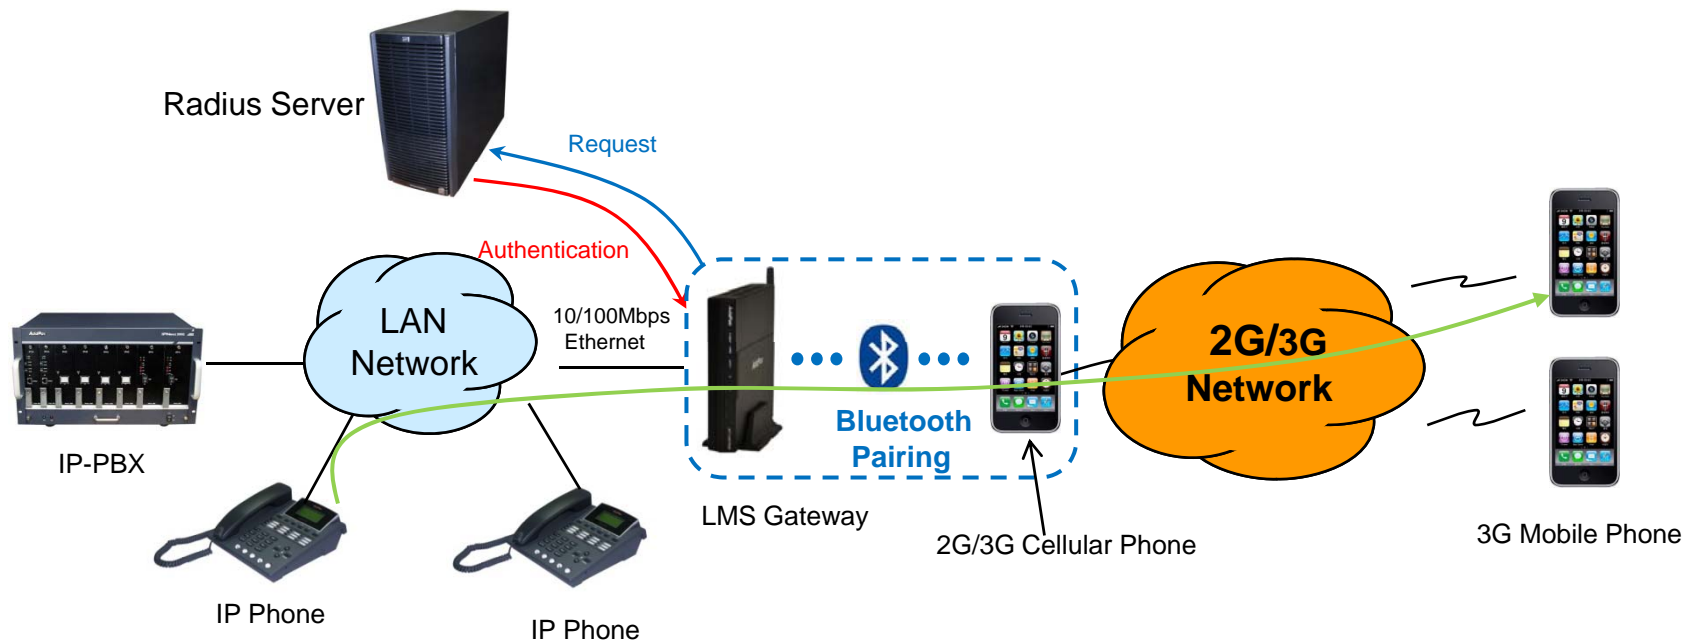 Radius Server
Request
Authentication
10/100Mbps
Ethernet
LAN
Network
2G/3G
Network
Bluetooth
Pairing
IP-PBX
LMS Gateway
2G/3G Cellular Phone
3G Mobile Phone
IP Phone
IP Phone